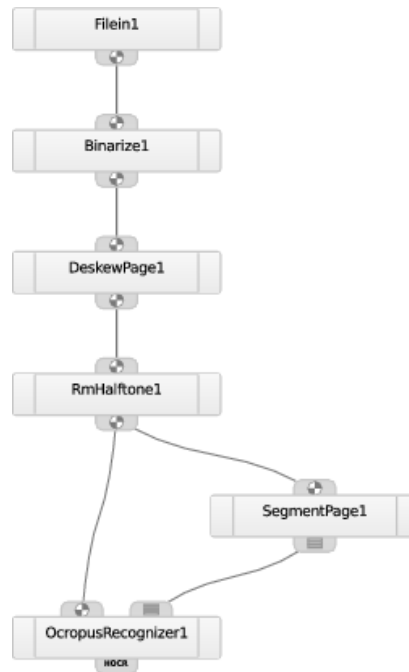 Filein1
Binarize1
DeskewPage1
RmHalftone1
SegmentPage1
OcropusRecognizer1
HOCR